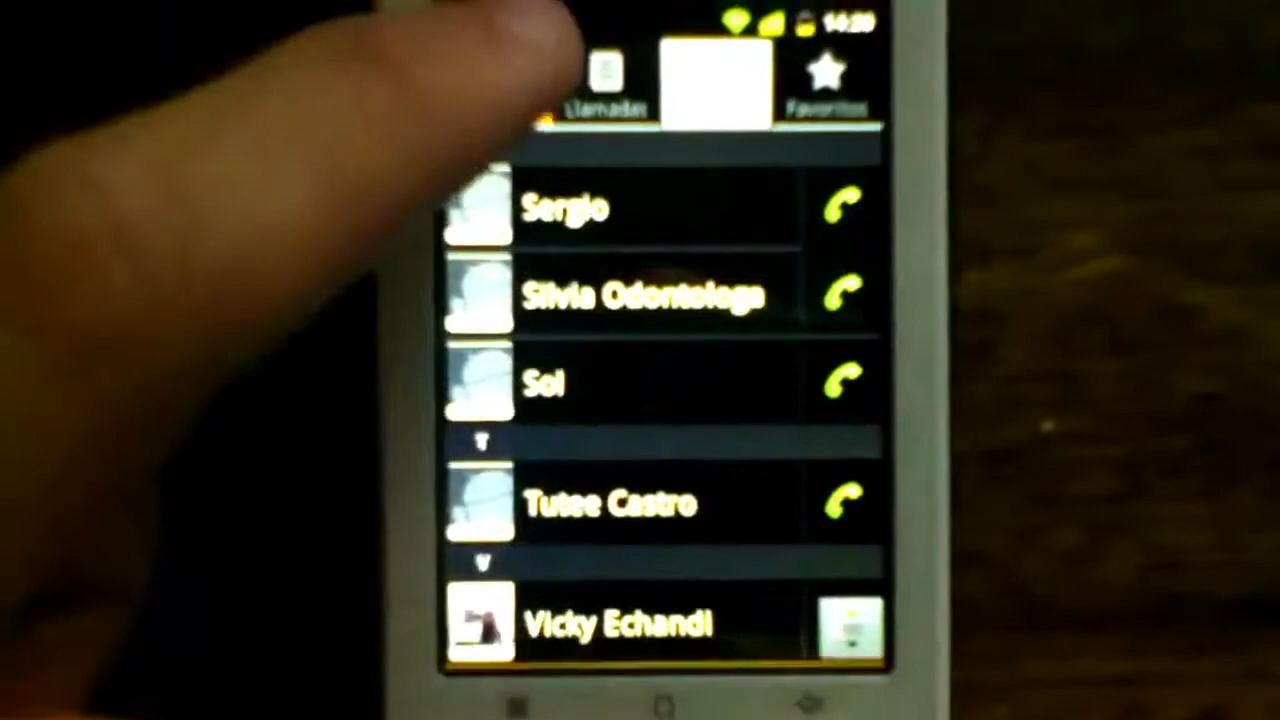 14:20
Llamadas
Favoritos
Sergio
Silvia Odontologa
Sol
T
Tutee Castro
V
Vicky Echandi